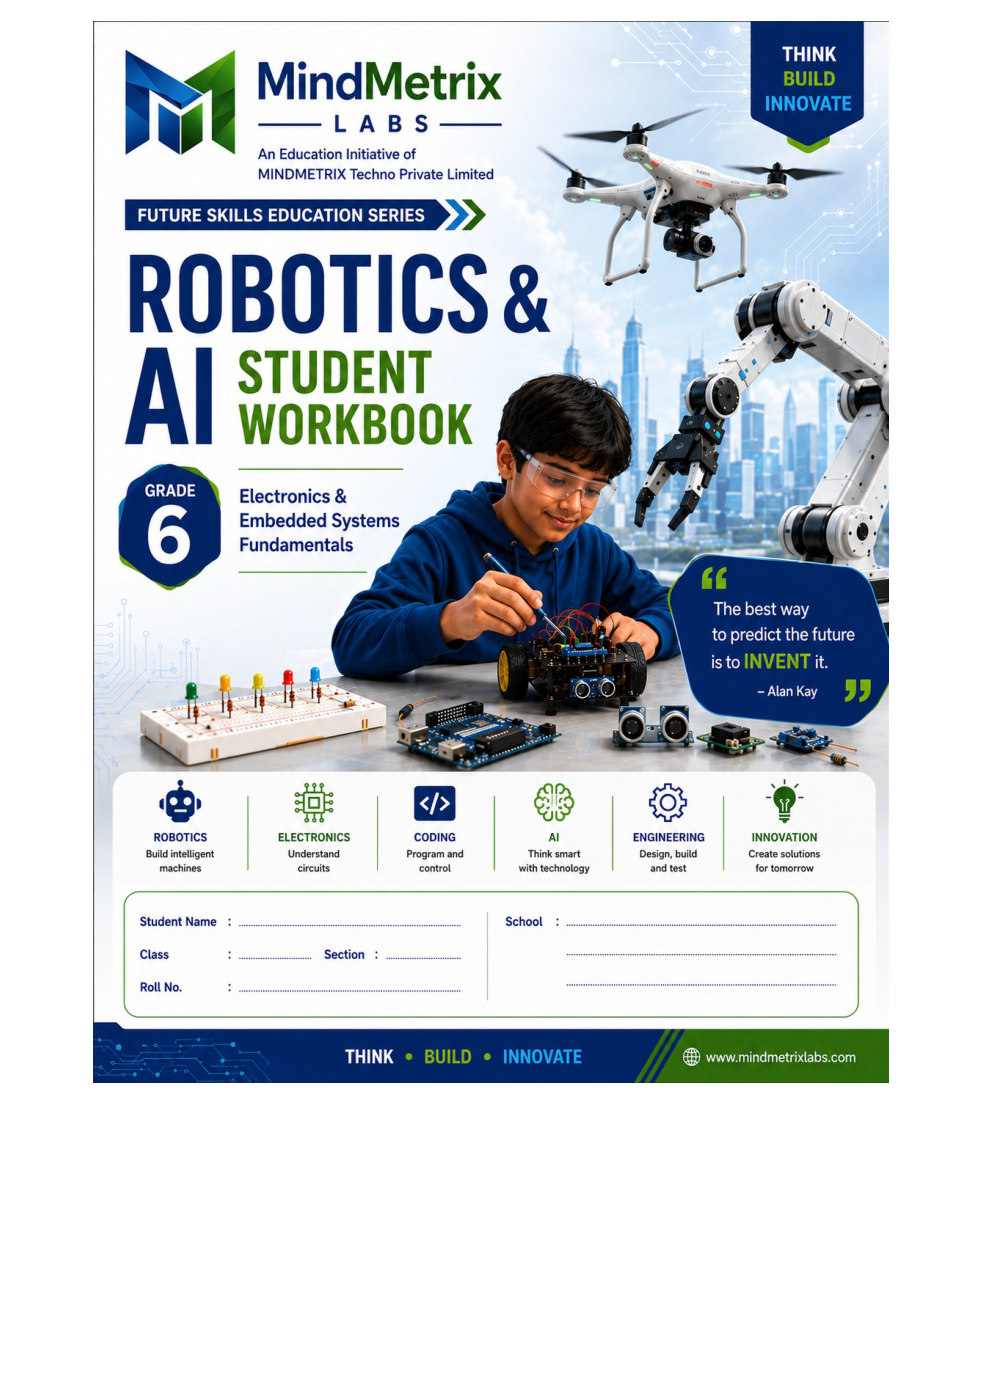 MindMetrix
LABS
An Education Initiative of
MINDMETRIX Techno Private Limited
THINK
BUILD
INNOVATE
FUTURE SKILLS EDUCATION SERIES
ROBOTICS &
AI STUDENT
WORKBOOK
GRADE
6
Electronics &
Embedded Systems
Fundamentals
“
The best way
to predict the future
is to INVENT it.
– Alan Kay
”
ROBOTICS
Build intelligent
machines
ELECTRONICS
Understand
circuits
</>
CODING
Program and
control
AI
Think smart
with technology
ENGINEERING
Design, build
and test
INNOVATION
Create solutions
for tomorrow
Student Name :
Class : Section :
Roll No. :
School :
THINK • BUILD • INNOVATE
www.mindmetrixlabs.com